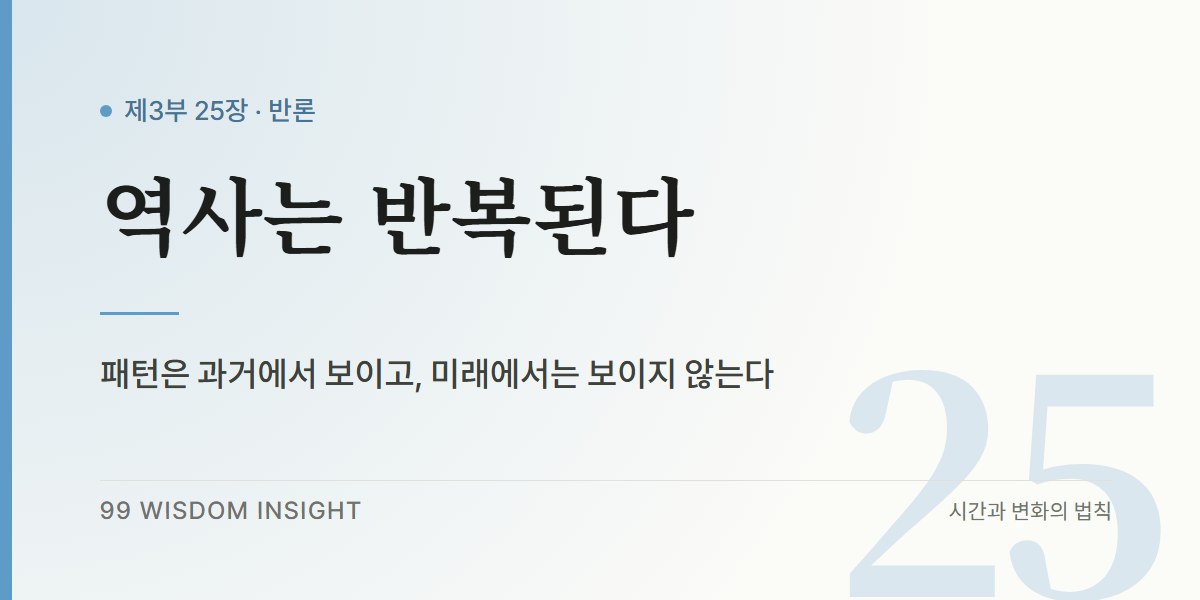 제3부 25장 · 반론
역사는 반복된다
패턴은 과거에서 보이고, 미래에서는 보이지 않는다
25
99 WISDOM INSIGHT
시간과 변화의 법칙